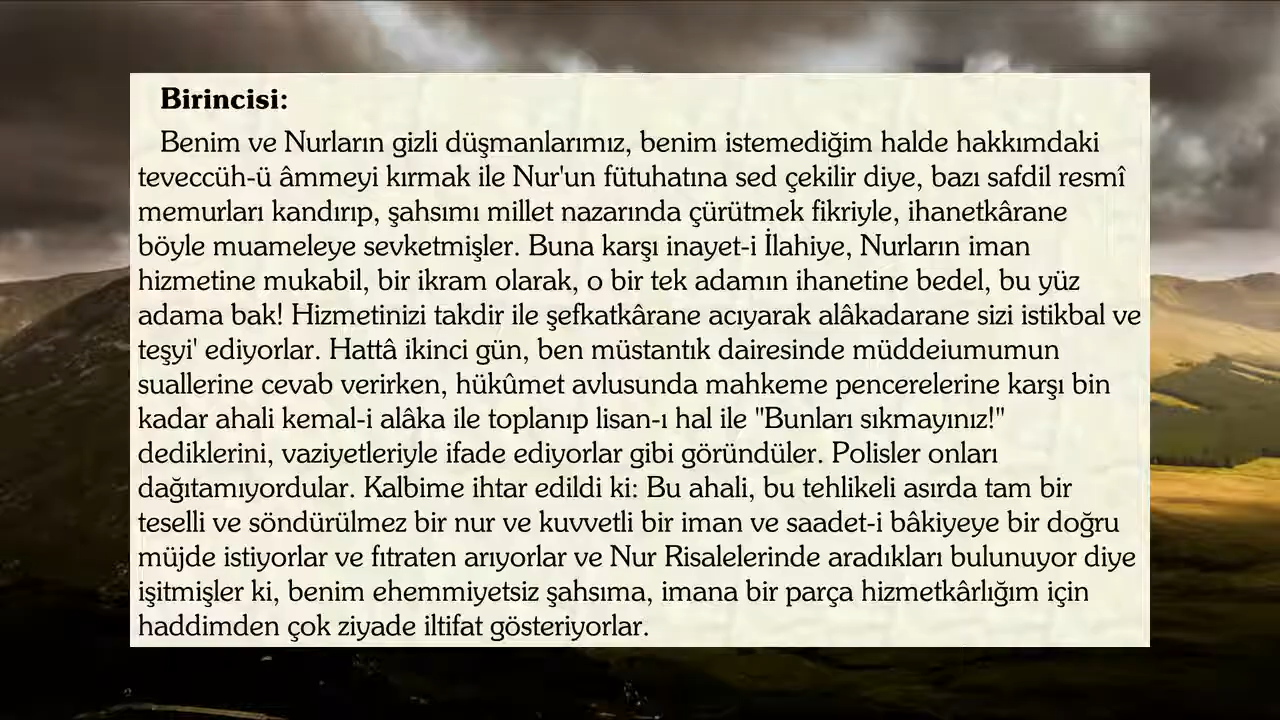 Birincisi:
Benim ve Nurların gizli düşmanlarımız, benim istemediğim halde hakkımdaki
teveccüh-ü âmmeyi kırmak ile Nur'un fütuhatına sed çekilir diye, bazı safdil resmî
memurları kandırıp, şahsımı millet nazarında çürütmek fikriyle, ihanetkârane
böyle muameleye sevketmişler. Buna karşı inayet-i İlahiye, Nurların iman
hizmetine mukabil, bir ikram olarak, o bir tek adamın ihanetine bedel, bu yüz
adama bak! Hizmetinizi takdir ile şefkatkârane acıyarak alâkadarane sizi istikbal ve
teşyi' ediyorlar. Hattâ ikinci gün, ben müstantık dairesinde müddeiumumun
suallerine cevab verirken, hükûmet avlusunda mahkeme pencerelerine karşı bin
kadar ahali kemal-i alâka ile toplanıp lisan-ı hal ile "Bunları sıkmayınız!"
dediklerini, vaziyetleriyle ifade ediyorlar gibi göründüler. Polisler onları
dağıtamıyordular. Kalbime ihtar edildi ki: Bu ahali, bu tehlikeli asırda tam bir
teselli ve söndürülmez bir nur ve kuvvetli bir iman ve saadet-i bâkiyeye bir doğru
müjde istiyorlar ve fıtraten arıyorlar ve Nur Risalelerinde aradıkları bulunuyor diye
işitmişler ki, benim ehemmiyetsiz şahsıma, imana bir parça hizmetkârlığım için
haddimden çok ziyade iltifat gösteriyorlar.